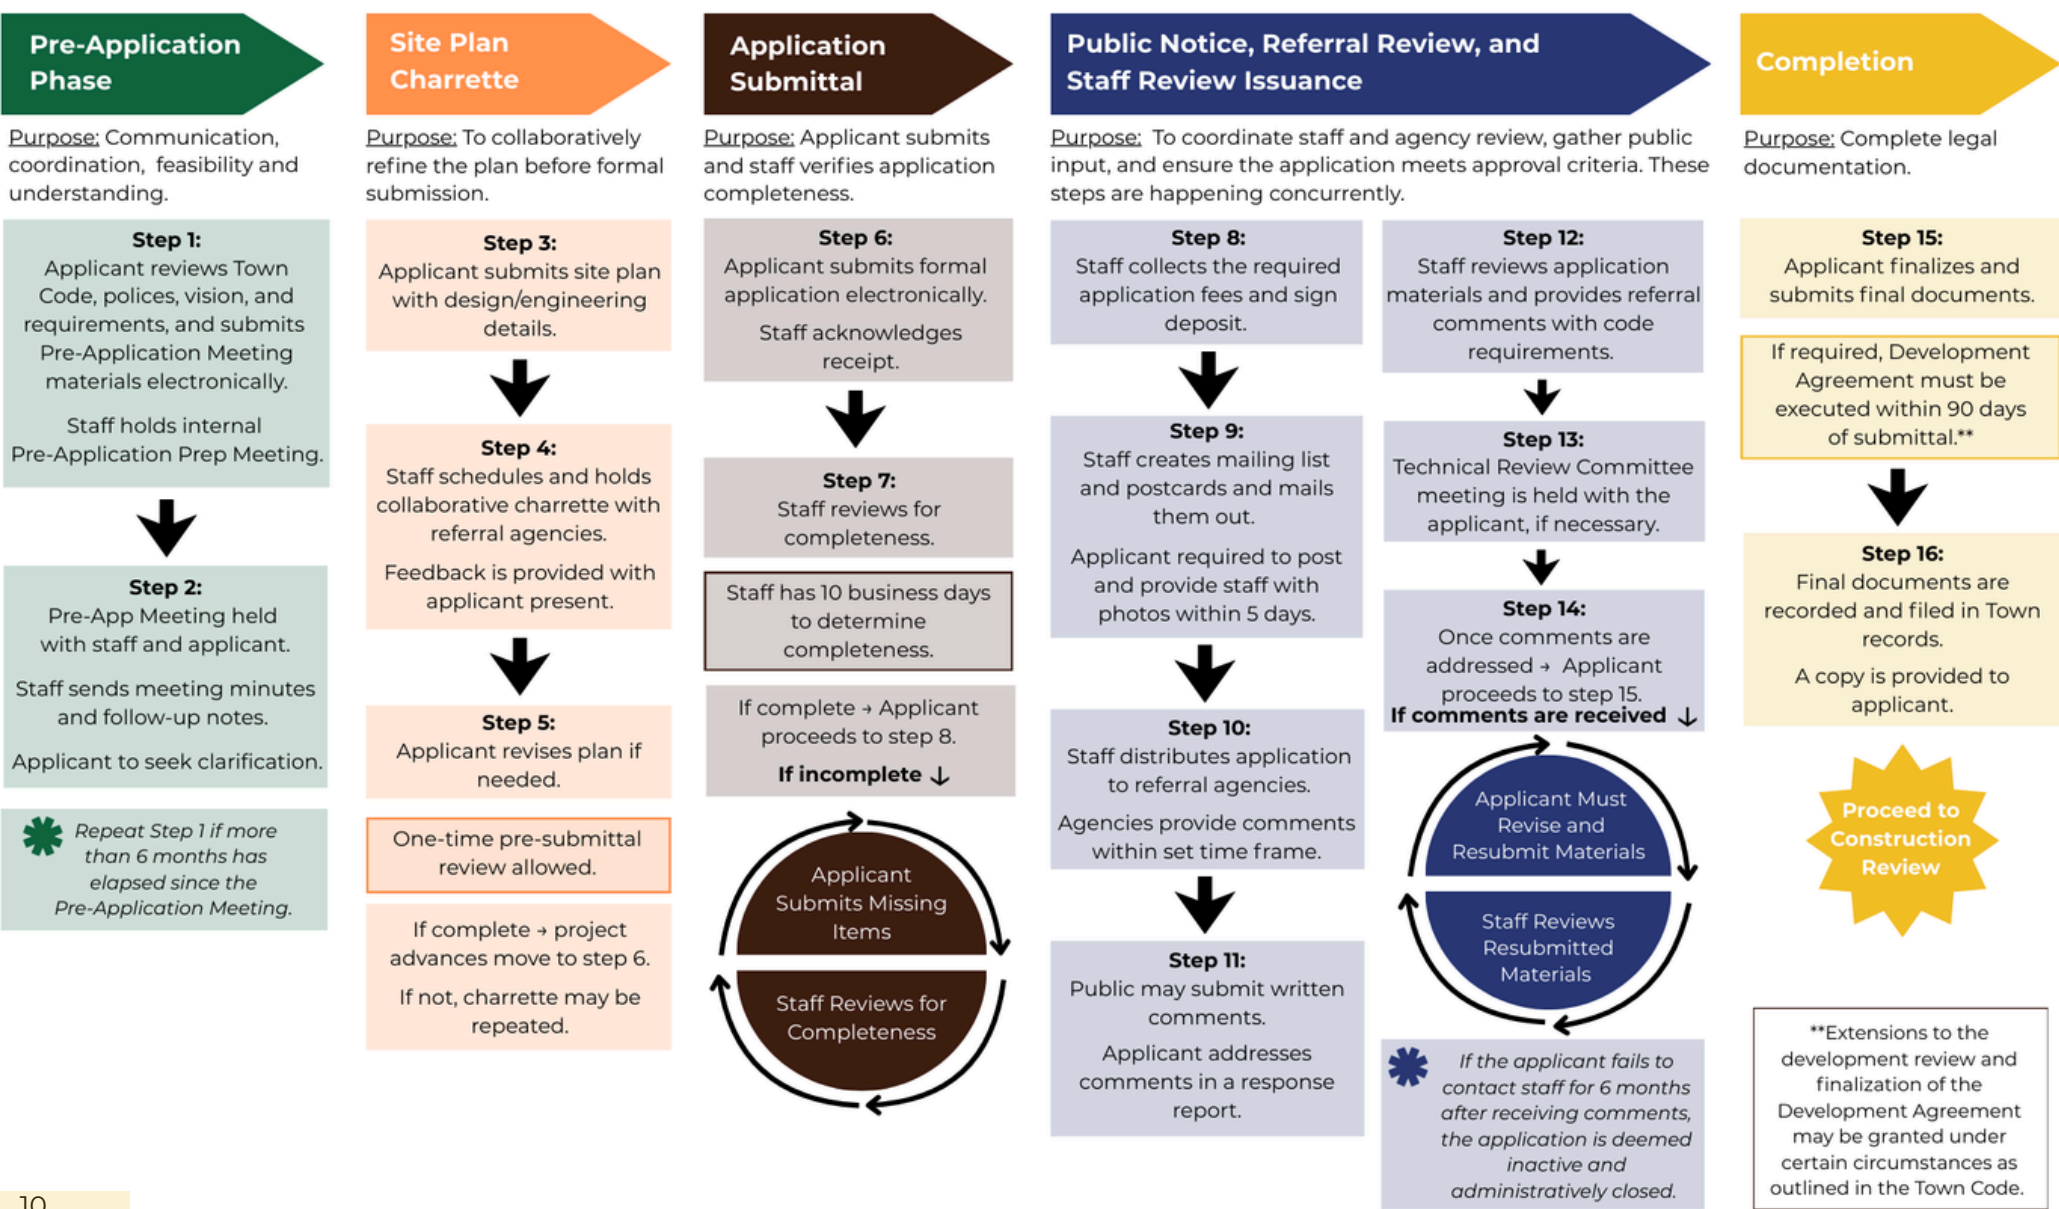 Pre-Application
Phase
Purpose: Communication,
coordination, feasibility and
understanding.
Step 1:
Applicant reviews Town
Code, polices, vision, and
requirements, and submits
Pre-Application Meeting
materials electronically.
Staff holds internal
Pre-Application Prep Meeting.
Step 2:
Pre-App Meeting held
with staff and applicant.
Staff sends meeting minutes
and follow-up notes.
Applicant to seek clarification.
Repeat Step 1 if more
than 6 months has
elapsed since the
Pre-Application Meeting.
Site Plan
Charrette
Purpose: To collaboratively
refine the plan before formal
submission.
Step 3:
Applicant submits site plan
with design/engineering
details.
Step 4:
Staff schedules and holds
collaborative charrette with
referral agencies.
Feedback is provided with
applicant present.
Step 5:
Applicant revises plan if
needed.
One-time pre-submittal
review allowed.
If complete → project
advances move to step 6.
If not, charrette may be
repeated.
Application
Submittal
Purpose: Applicant submits
and staff verifies application
completeness.
Step 6:
Applicant submits formal
application electronically.
Staff acknowledges
receipt.
Step 7:
Staff reviews for
completeness.
Staff has 10 business days
to determine
completeness.
If complete → Applicant
proceeds to step 8.
If incomplete ↓
Applicant
Submits Missing
Items
Staff Reviews for
Completeness
Public Notice, Referral Review, and
Staff Review Issuance
Purpose: To coordinate staff and agency review, gather public
input, and ensure the application meets approval criteria. These
steps are happening concurrently.
Step 8:
Staff collects the required
application fees and sign
deposit.
Step 9:
Staff creates mailing list
and postcards and mails
them out.
Applicant required to post
and provide staff with
photos within 5 days.
Step 10:
Staff distributes application
to referral agencies.
Agencies provide comments
within set time frame.
Step 11:
Public may submit written
comments.
Applicant addresses
comments in a response
report.
Step 12:
Staff reviews application
materials and provides referral
comments with code
requirements.
Step 13:
Technical Review Committee
meeting is held with the
applicant, if necessary.
Step 14:
Once comments are
addressed → Applicant
proceeds to step 15.
If comments are received ↓
Applicant Must
Revise and
Resubmit Materials
Staff Reviews
Resubmitted
Materials
If the applicant fails to
contact staff for 6 months
after receiving comments,
the application is deemed
inactive and
administratively closed.
Completion
Purpose: Complete legal
documentation.
Step 15:
Applicant finalizes and
submits final documents.
If required, Development
Agreement must be
executed within 90 days
of submittal.**
Step 16:
Final documents are
recorded and filed in Town
records.
A copy is provided to
applicant.
Proceed to
Construction
Review
**Extensions to the
development review and
finalization of the
Development Agreement
may be granted under
certain circumstances as
outlined in the Town Code.
10